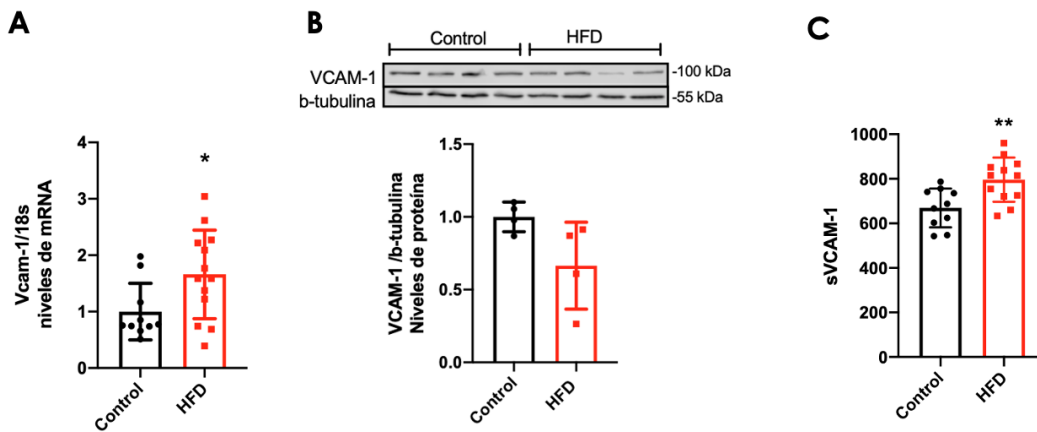 A
Vcam-1/18s
niveles de mRNA
4
3
2
1
0
*
Control
HFD
B
Control
HFD
VCAM-1
-100 kDa
b-tubulina
-55 kDa
VCAM-1 /b-tubulina
Niveles de proteína
1.5
1.0
0.5
0.0
Control
HFD
C
sVCAM-1
1000
800
600
400
200
0
**
Control
HFD